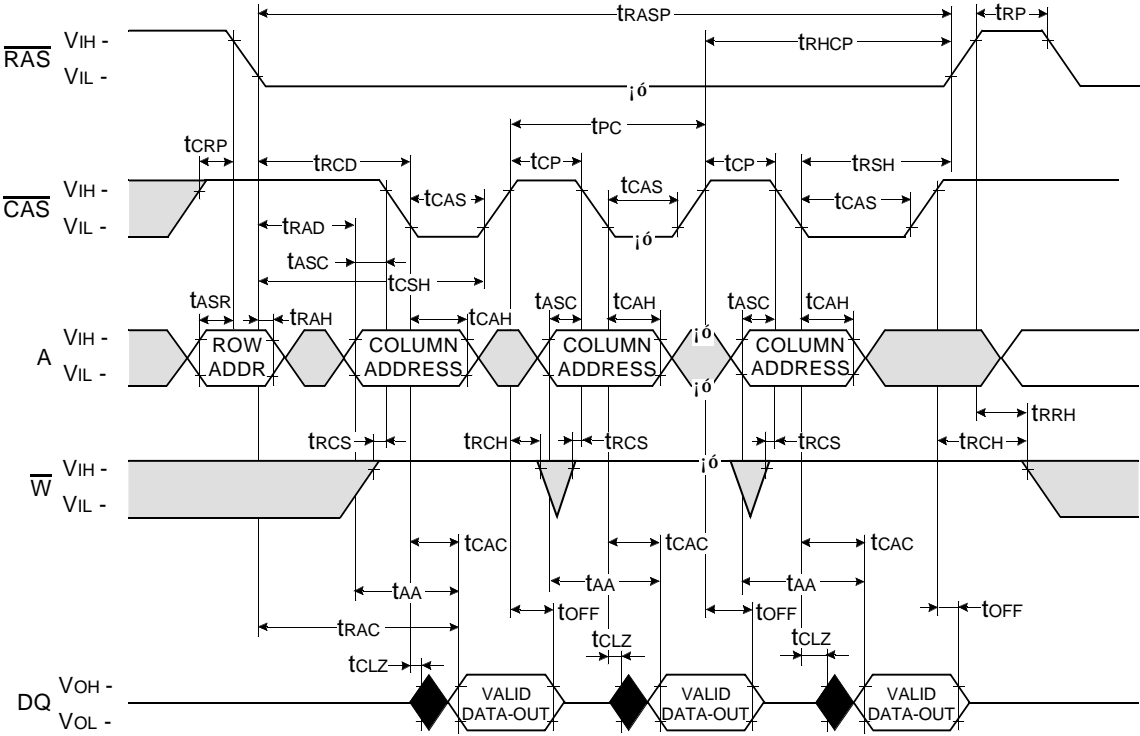 tRASP
tRP
tRHCP
RAS
VIH -
VIL -
¡ó
tPC
tCRP
tRCD
tCP
tCP
tRSH
CAS
VIH -
VIL -
tCAS
tCAS
tCAS
¡ó
tRAD
tASC
tCSH
tASR
tRAH
tCAH
tASC
tCAH
tASC
tCAH
A
VIH -
VIL -
ROW
ADDR
COLUMN
ADDRESS
COLUMN
ADDRESS
¡ó
¡ó
COLUMN
ADDRESS
tRRH
tRCS
tRCH
tRCS
tRCS
tRCH
W
VIH -
VIL -
¡ó
tCAC
tCAC
tCAC
tAA
tAA
tAA
tOFF
tOFF
tOFF
tRAC
tCLZ
tCLZ
tCLZ
DQ
VOH -
VOL -
VALID
DATA-OUT
VALID
DATA-OUT
VALID
DATA-OUT